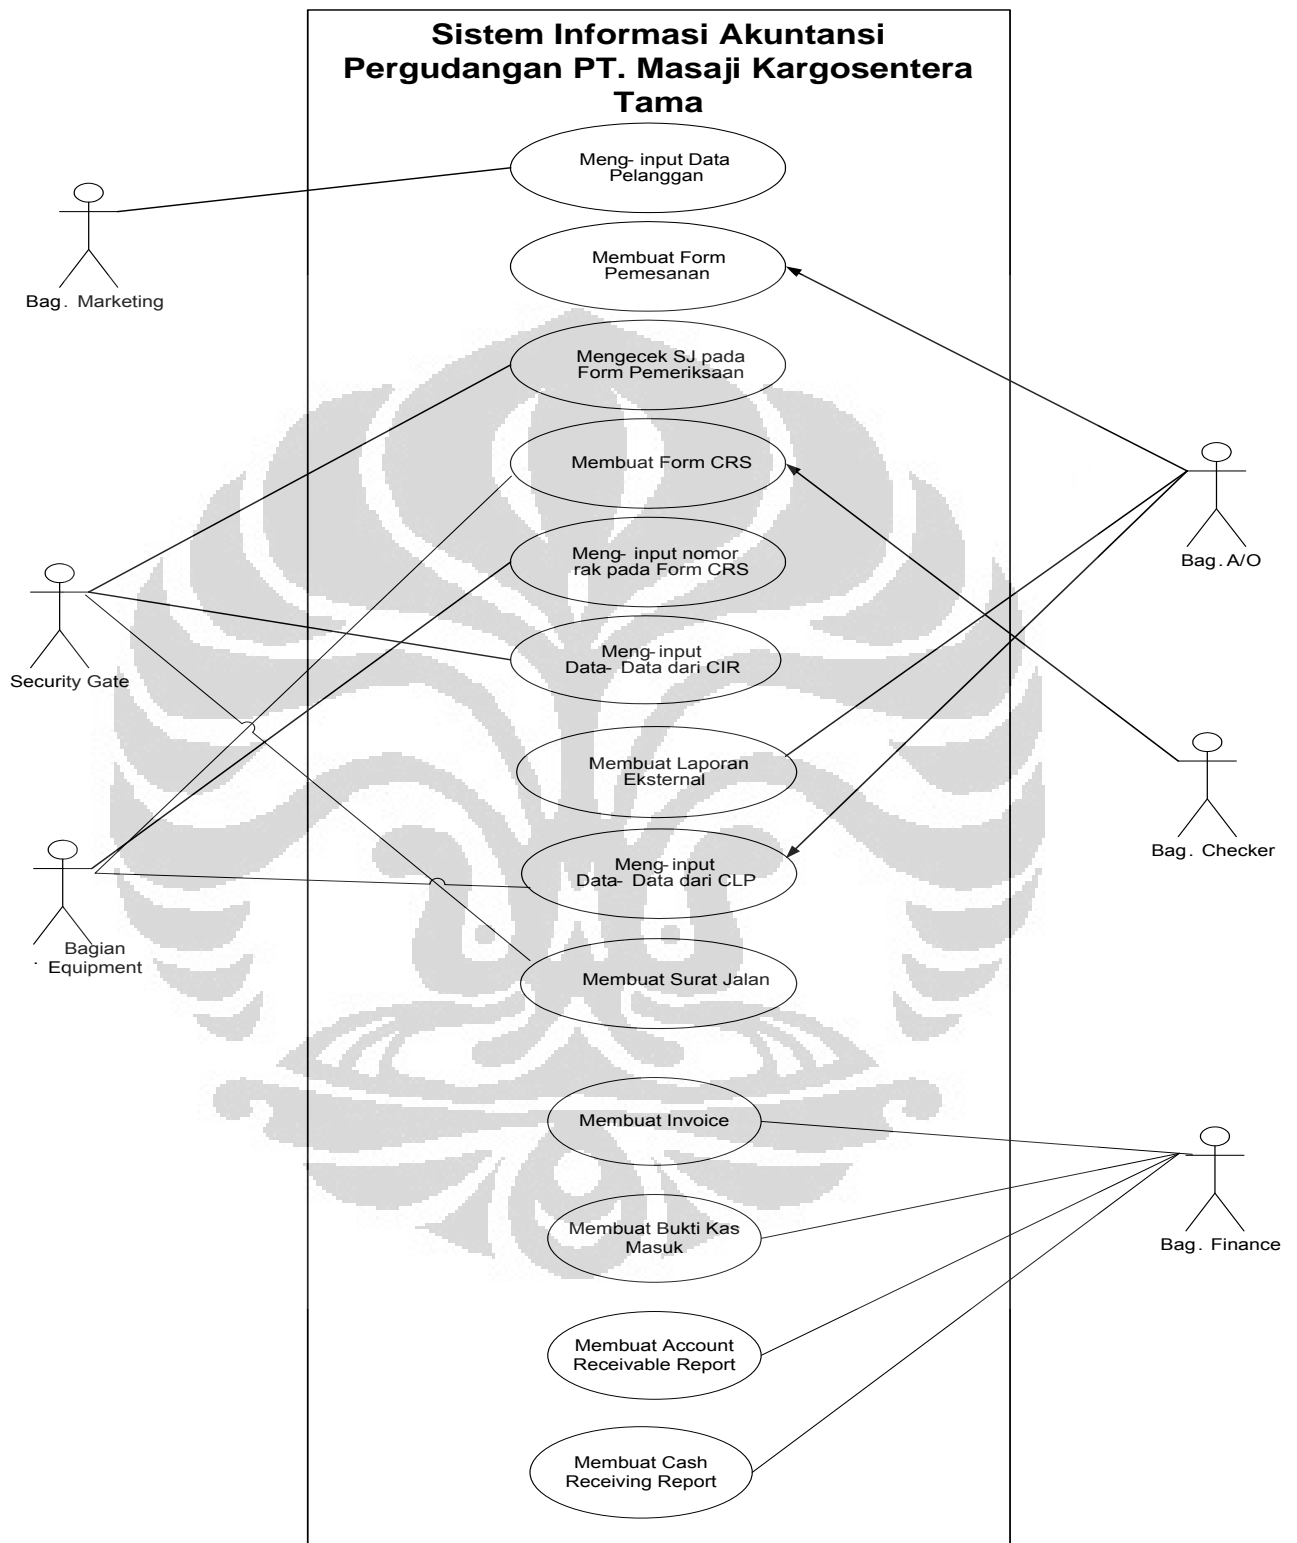 Sistem Informasi Akuntansi
Pergudangan PT. Masaji Kargosentera
Tama
Meng- input Data
Pelanggan
Bag. Marketing
Membuat Form
Pemesanan
Mengecek SJ pada
Form Pemeriksaan
Membuat Form CRS
Bag. A/O
Meng- input nomor
rak pada Form CRS
Security Gate
Meng-input
Data- Data dari CIR
Membuat Laporan
Eksternal
Bag. Checker
Meng-input
Data- Data dari CLP
Bagian
. Equipment
Membuat Surat Jalan
Membuat Invoice
Membuat Bukti Kas
Masuk
Bag. Finance
Membuat Account
Receivable Report
Membuat Cash
Receiving Report